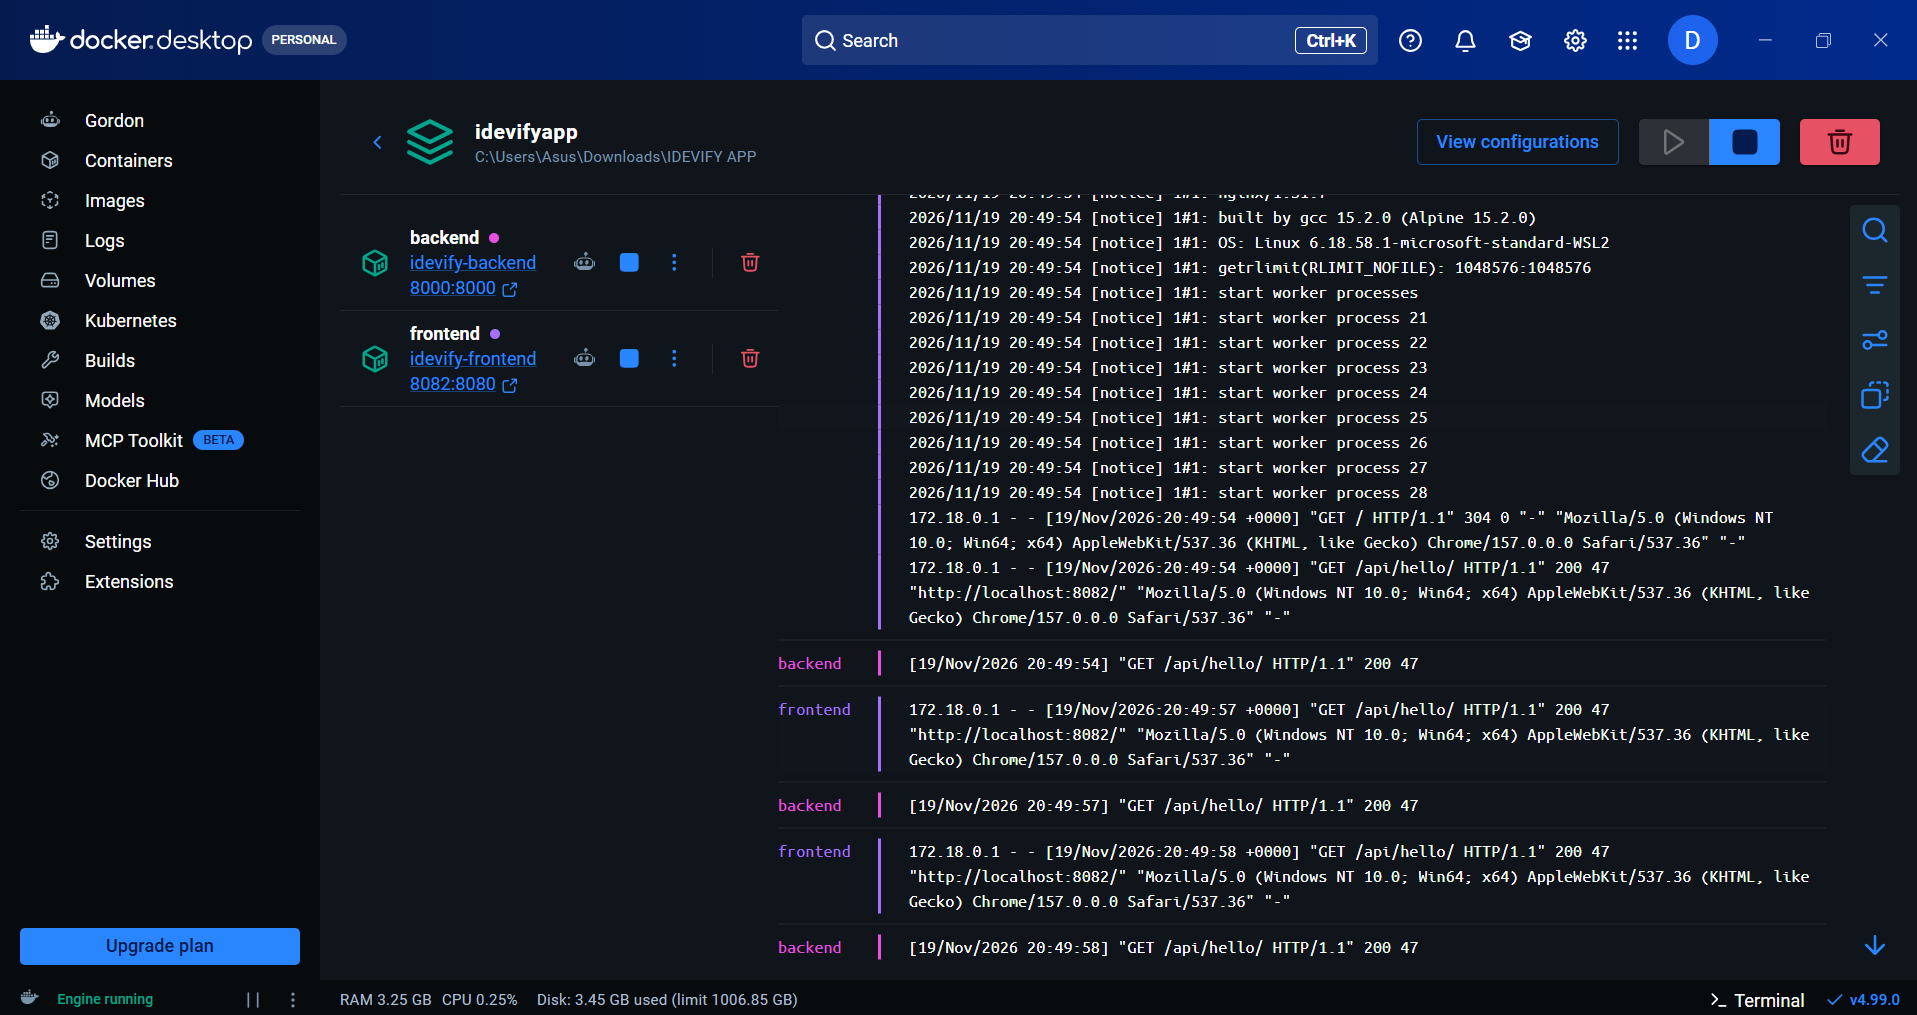 docker.desktop PERSONAL
Search
Ctrl+K
D
Gordon
Containers
Images
Logs
Volumes
Kubernetes
Builds
Models
MCP Toolkit BETA
Docker Hub
Settings
Extensions
Upgrade plan
idevifyapp
C:\Users\Asus\Downloads\IDEVIFY APP
View configurations
backend
idevify-backend
8000:8000
frontend
idevify-frontend
8082:8080
2026/11/19 20:49:54 [notice] 1#1: built by gcc 15.2.0 (Alpine 15.2.0)
2026/11/19 20:49:54 [notice] 1#1: OS: Linux 6.18.58.1-microsoft-standard-WSL2
2026/11/19 20:49:54 [notice] 1#1: getrlimit(RLIMIT_NOFILE): 1048576:1048576
2026/11/19 20:49:54 [notice] 1#1: start worker processes
2026/11/19 20:49:54 [notice] 1#1: start worker process 21
2026/11/19 20:49:54 [notice] 1#1: start worker process 22
2026/11/19 20:49:54 [notice] 1#1: start worker process 23
2026/11/19 20:49:54 [notice] 1#1: start worker process 24
2026/11/19 20:49:54 [notice] 1#1: start worker process 25
2026/11/19 20:49:54 [notice] 1#1: start worker process 26
2026/11/19 20:49:54 [notice] 1#1: start worker process 27
2026/11/19 20:49:54 [notice] 1#1: start worker process 28
172.18.0.1 - - [19/Nov/2026:20:49:54 +0000] "GET / HTTP/1.1" 304 0 "-" "Mozilla/5.0 (Windows NT
10.0; Win64; x64) AppleWebKit/537.36 (KHTML, like Gecko) Chrome/157.0.0.0 Safari/537.36" "-"
172.18.0.1 - - [19/Nov/2026:20:49:54 +0000] "GET /api/hello/ HTTP/1.1" 200 47
"http://localhost:8082/" "Mozilla/5.0 (Windows NT 10.0; Win64; x64) AppleWebKit/537.36 (KHTML, like
Gecko) Chrome/157.0.0.0 Safari/537.36" "-"
backend [19/Nov/2026 20:49:54] "GET /api/hello/ HTTP/1.1" 200 47
frontend 172.18.0.1 - - [19/Nov/2026:20:49:57 +0000] "GET /api/hello/ HTTP/1.1" 200 47
"http://localhost:8082/" "Mozilla/5.0 (Windows NT 10.0; Win64; x64) AppleWebKit/537.36 (KHTML, like
Gecko) Chrome/157.0.0.0 Safari/537.36" "-"
backend [19/Nov/2026 20:49:57] "GET /api/hello/ HTTP/1.1" 200 47
frontend 172.18.0.1 - - [19/Nov/2026:20:49:58 +0000] "GET /api/hello/ HTTP/1.1" 200 47
"http://localhost:8082/" "Mozilla/5.0 (Windows NT 10.0; Win64; x64) AppleWebKit/537.36 (KHTML, like
Gecko) Chrome/157.0.0.0 Safari/537.36" "-"
backend [19/Nov/2026 20:49:58] "GET /api/hello/ HTTP/1.1" 200 47
Engine running
RAM 3.25 GB CPU 0.25% Disk: 3.45 GB used (limit 1006.85 GB)
Terminal
v4.99.0